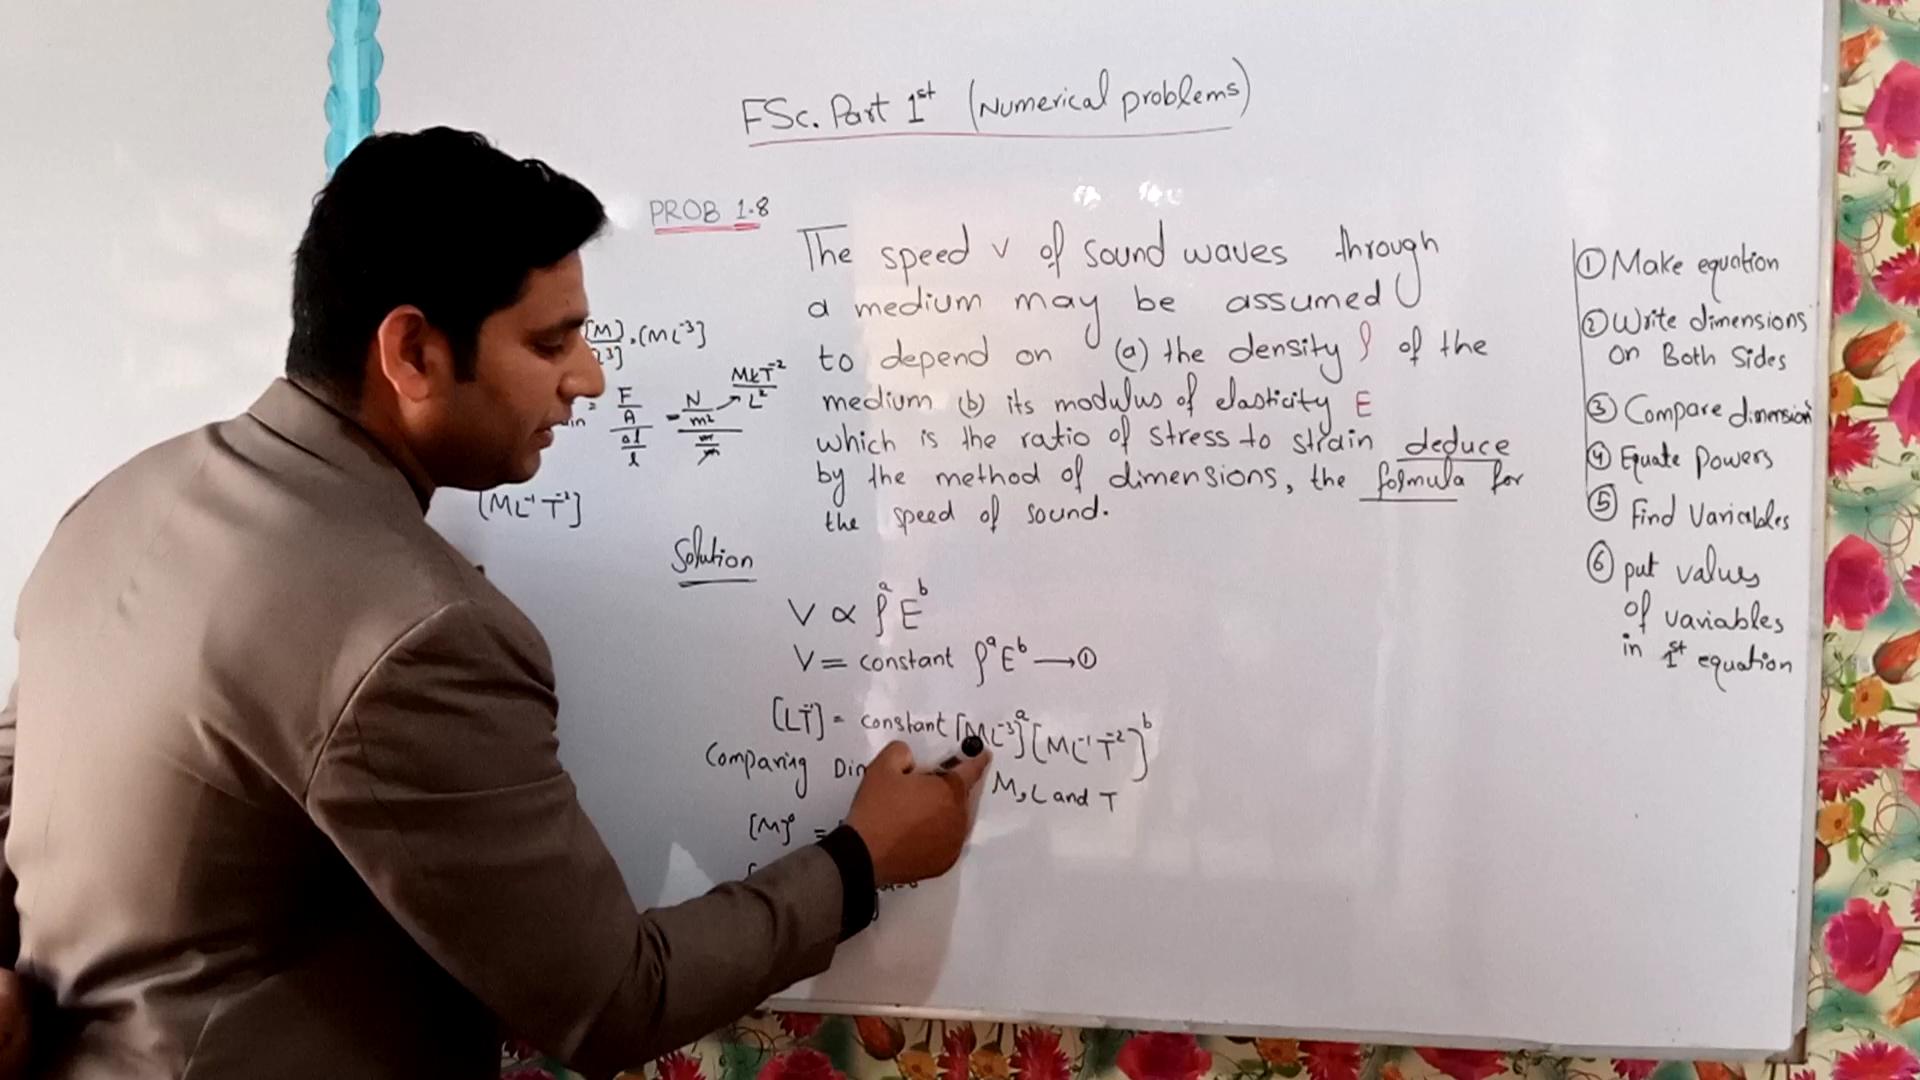 FSc. Part 1st (Numerical problems)
PROB 1.8
The speed v of sound waves through
a medium may be assumed
to depend on (a) the density ρ of the
medium (b) its modulus of elasticity E
which is the ratio of stress to strain deduce
by the method of dimensions, the formula for
the speed of sound.
[M] . [ML⁻³]
L³]
in = F/A / Δl/l = N/m² / m/m → MLT⁻²/L²
[ML⁻¹T⁻²]
Solution
V ∝ ρᵃ Eᵇ
V = constant ρᵃ Eᵇ → ①
[LT⁻¹] = constant [ML⁻³]ᵃ [ML⁻¹T⁻²]ᵇ
Comparing M, L and T
[M]⁰ =
① Make equation
② Write dimensions
on Both Sides
③ Compare dimension
④ Equate Powers
⑤ Find Variables
⑥ put values
of variables
in 1st equation